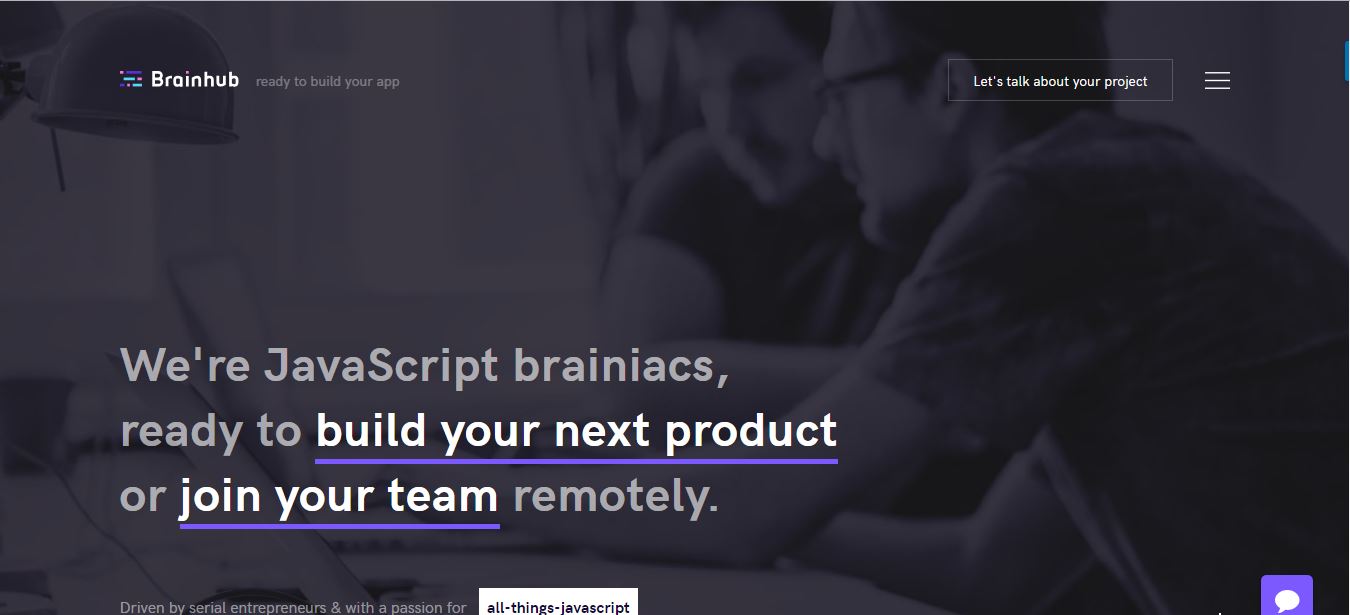 Brainhub ready to build your app
Let's talk about your project
We're JavaScript brainiacs,
ready to build your next product
or join your team remotely.
Driven by serial entrepreneurs & with a passion for all-things-javascript